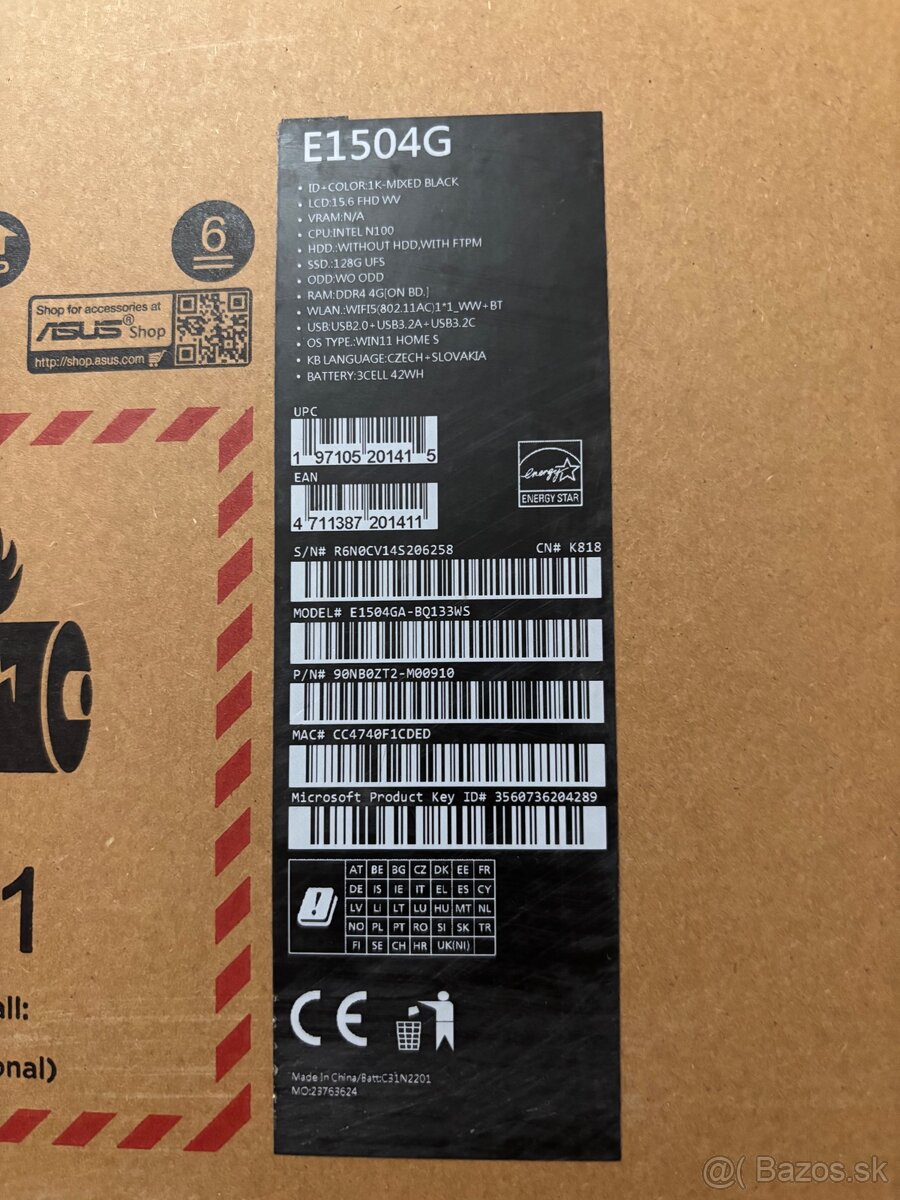 E1504G
• ID+COLOR:1K-MIXED BLACK
• LCD:15.6 FHD WV
• VRAM:N/A
• CPU:INTEL N100
• HDD.:WITHOUT HDD,WITH FTPM
• SSD.:128G UFS
• ODD:WO ODD
• RAM:DDR4 4G[ON BD.]
• WLAN.:WIFI5(802.11AC)1*1_WW+BT
• USB:USB2.0+USB3.2A+USB3.2C
• OS TYPE.:WIN11 HOME S
• KB LANGUAGE:CZECH+SLOVAKIA
• BATTERY:3CELL 42WH
UPC
1 97105 20141 5
EAN
4 711387 201411
ENERGY STAR
S/N# R6N0CV14S206258 CN# K818
MODEL# E1504GA-BQ133WS
P/N# 90NB0ZT2-M00910
MAC# CC4740F1CDED
Microsoft Product Key ID# 3560736204289
AT BE BG CZ DK EE FR
DE IS IE IT EL ES CY
LV LI LT LU HU MT NL
NO PL PT RO SI SK TR
FI SE CH HR UK(NI)
CE
Made In China/Batt:C31N2201
MO:23763624
6
Shop for accessories at
ASUS® Shop
http://shop.asus.com
1
all:
onal)
@( Bazos.sk